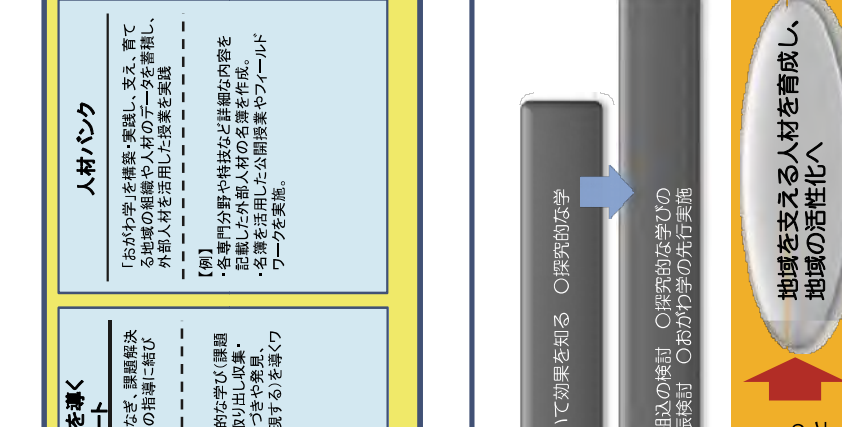 人材バンク
「おがわ学」を構築・実践し、支え、育て
る地域の組織や人材のデータを蓄積し、
外部人材を活用した授業を実践
【例】
・各専門分野や特技など詳細な内容を
記載した外部人材の名簿を作成。
・名簿を活用した公開授業やフィールド
ワークを実施。
を導く
ート
なぎ、課題解決
の指導に結び
的な学び(課題
取り出し収集・
づきや発見、
現する)を導くワ
いて効果を知る　○探究的な学
組込の検討　○探究的な学びの
検討　○おがわ学の先行実施
地域を支える人材を育成し、
地域の活性化へ